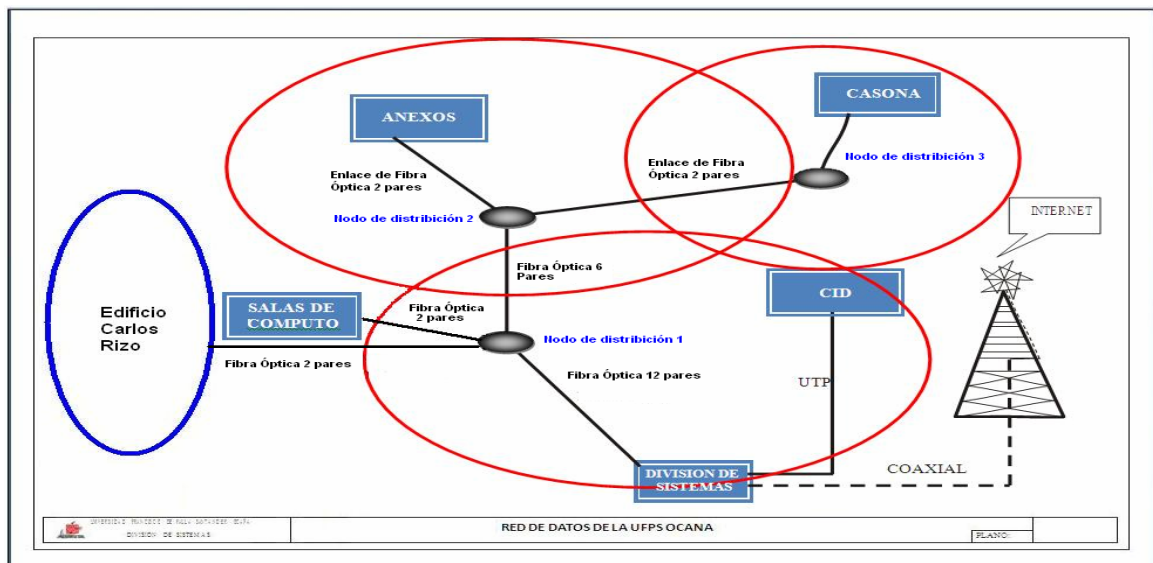 CASONA
ANEXOS
Nodo de distribición 3
Enlace de Fibra
Óptica 2 pares
Enlace de Fibra
Óptica 2 pares
INTERNET
Nodo de distribición 2
Fibra Óptica 6
Pares
CID
Edificio
Carlos
Rizo
SALAS DE
COMPUTO
Fibra Óptica
2 pares
Nodo de distribición 1
Fibra Óptica 2 pares
Fibra Óptica 12 pares
UTP
DIVISION DE
SISTEMAS
COAXIAL
RED DE DATOS DE LA UFPS OCANA
DIVISION DE SISTEMAS
PLANO: